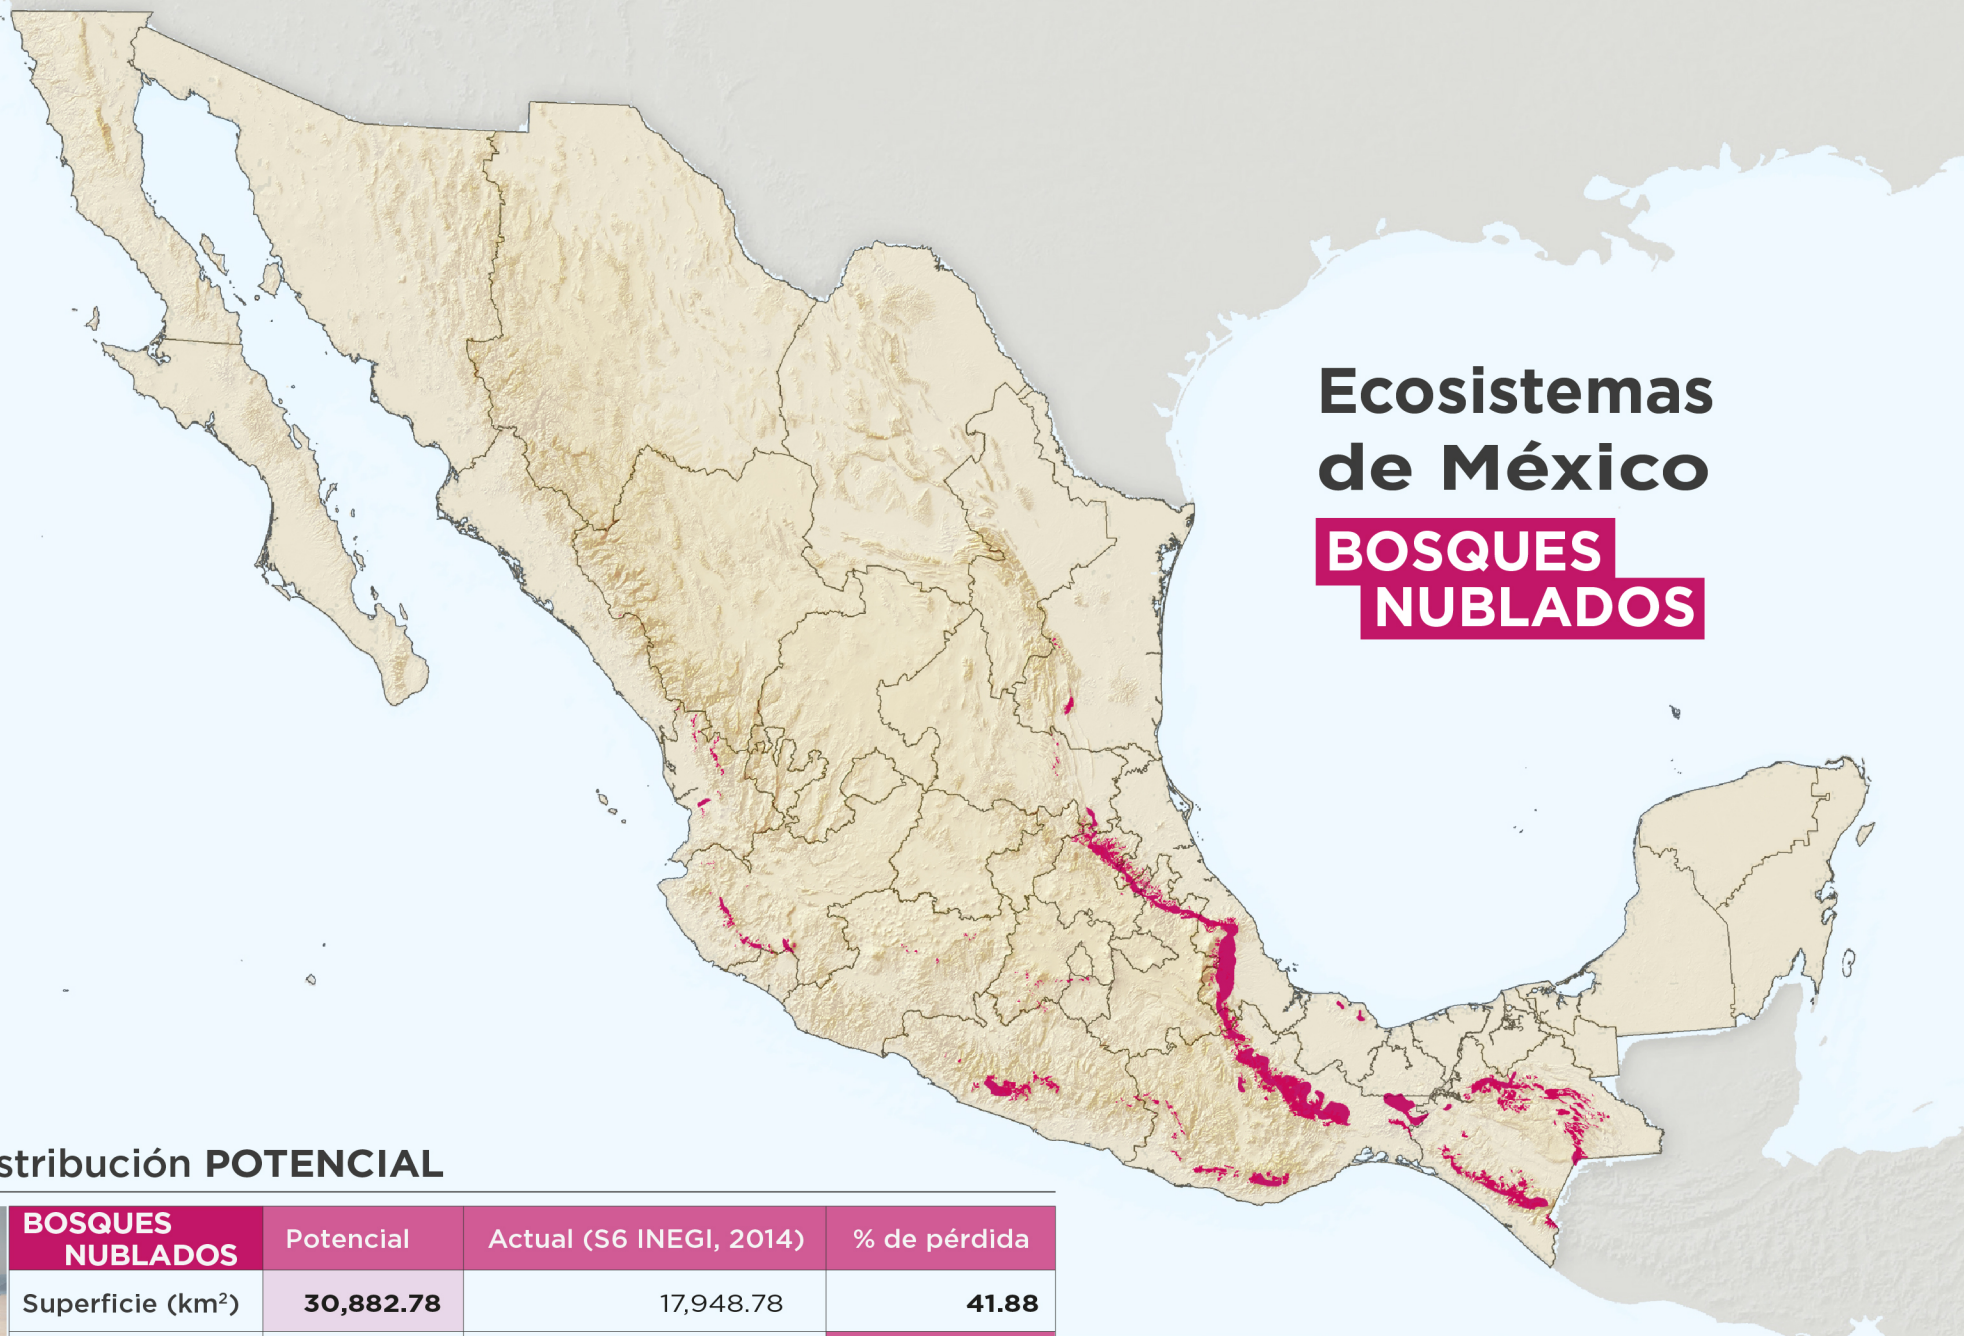 Ecosistemas
de México
BOSQUES
NUBLADOS
stribución POTENCIAL
BOSQUES
NUBLADOS
Potencial
Actual (S6 INEGI, 2014)
% de pérdida
Superficie (km²)
30,882.78
17,948.78
41.88